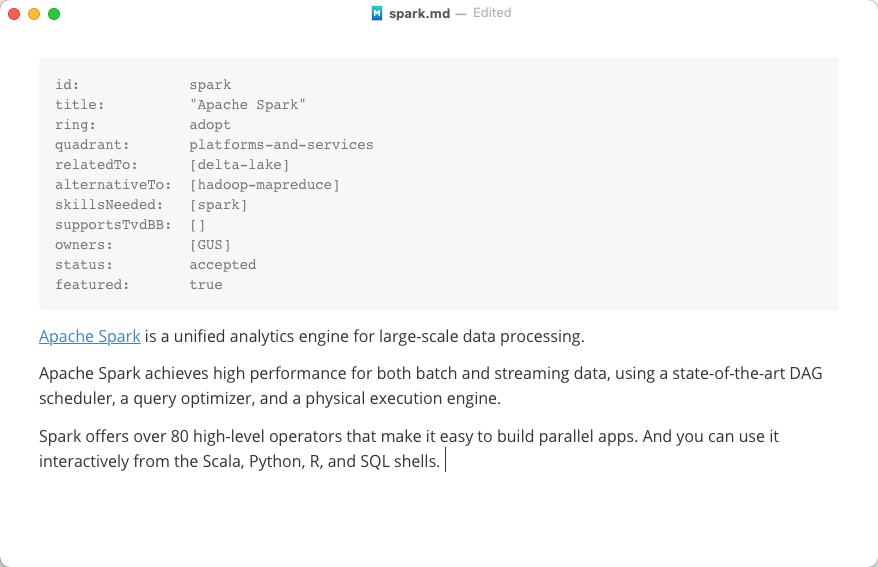 spark.md — Edited
id: spark
title: "Apache Spark"
ring: adopt
quadrant: platforms-and-services
relatedTo: [delta-lake]
alternativeTo: [hadoop-mapreduce]
skillsNeeded: [spark]
supportsTvdBB: []
owners: [GUS]
status: accepted
featured: true
Apache Spark is a unified analytics engine for large-scale data processing.
Apache Spark achieves high performance for both batch and streaming data, using a state-of-the-art DAG
scheduler, a query optimizer, and a physical execution engine.
Spark offers over 80 high-level operators that make it easy to build parallel apps. And you can use it
interactively from the Scala, Python, R, and SQL shells.